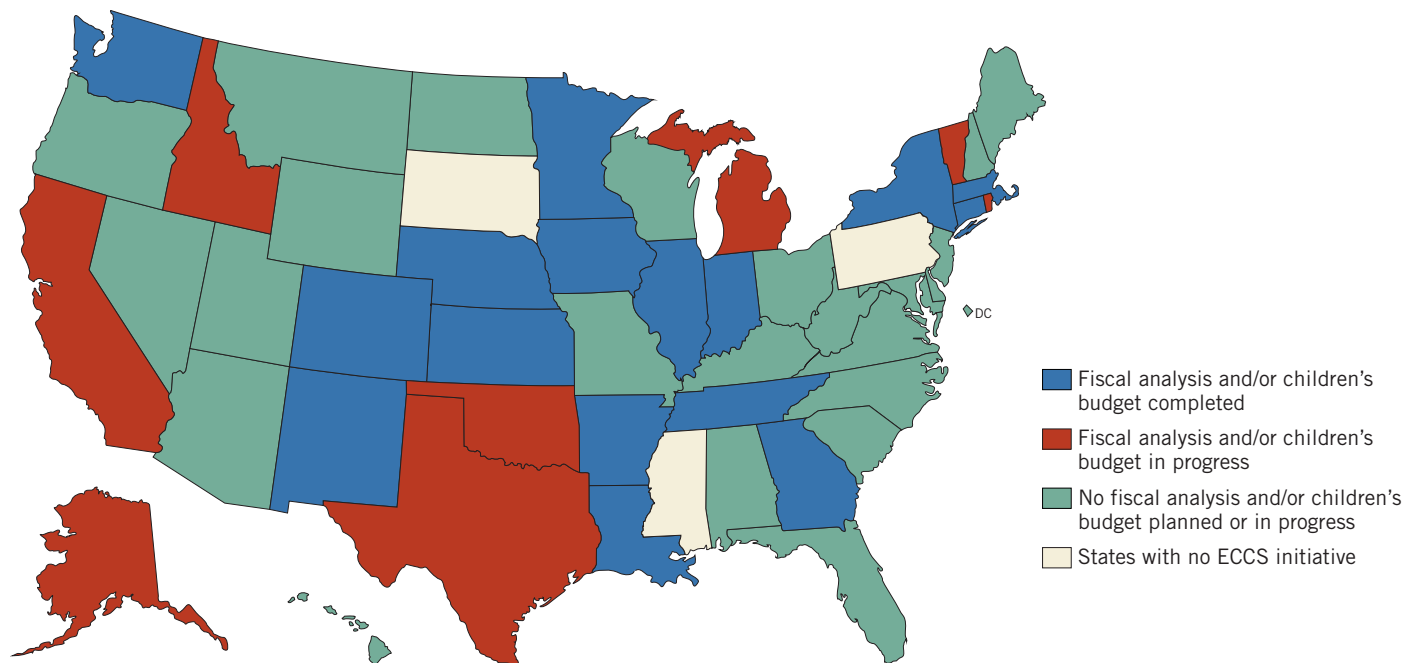 DC
Fiscal analysis and/or children’s
budget completed
Fiscal analysis and/or children’s
budget in progress
No fiscal analysis and/or children’s
budget planned or in progress
States with no ECCS initiative